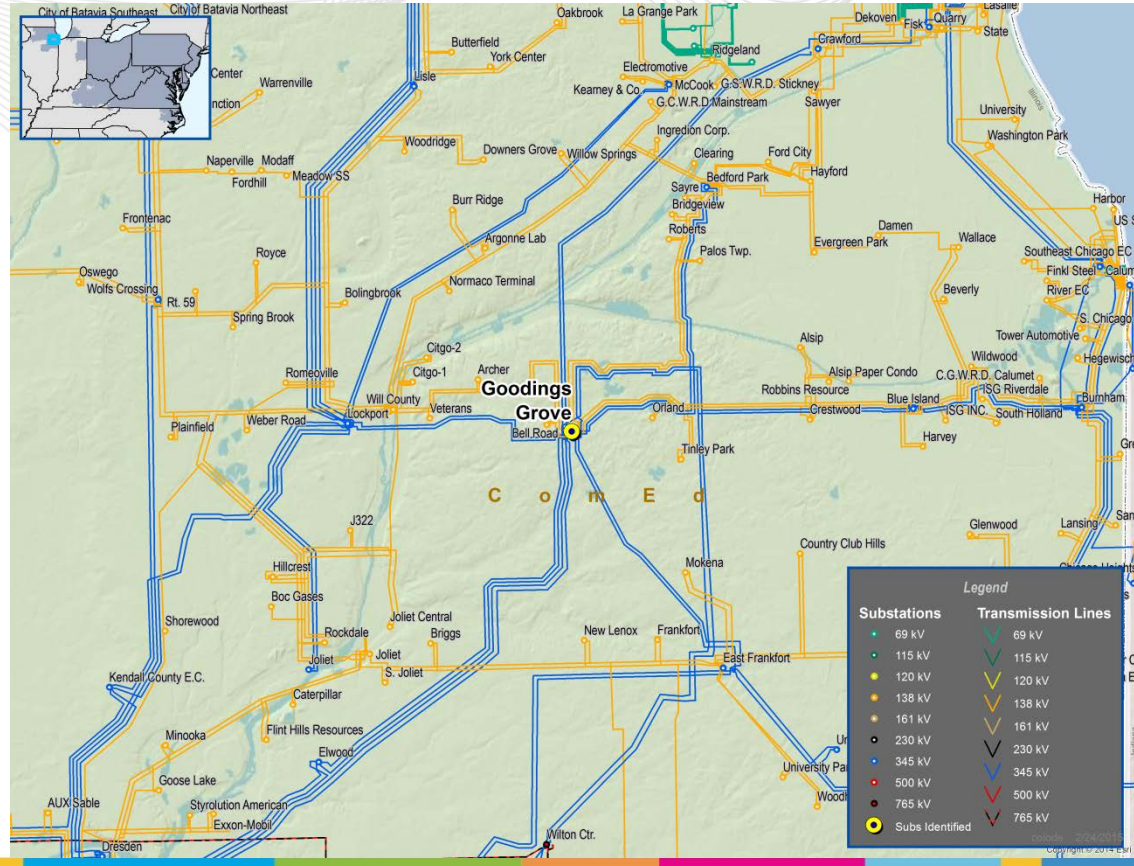 City of Batavia Southeast
City of Batavia Northeast
Oakbrook
La Grange Park
Dekoven
Fisk
Quarry
State
Crawford
Ridgeland
Butterfield
York Center
Electromotive
McCook
G.S.W.R.D. Stickney
Kearney & Co.
G.C.W.R.D.Mainstream
Sawyer
Center
Warrenville
Lisle
University
Washington Park
Illinois
Woodridge
Downers Grove
Willow Springs
Ingredion Corp.
Clearing
Ford City
Hayford
Bedford Park
Sayre
Bridgeview
Roberts
Palos Twp.
Naperville
Modaff
Fordhill
Meadow SS
Burr Ridge
Argonne Lab
Normaco Terminal
Frontenac
Royce
Oswego
Wolfs Crossing
Rt. 59
Spring Brook
Bolingbrook
Evergreen Park
Damen
Wallace
Beverly
Harbor
Southeast Chicago EC
Finkl Steel
River EC
S. Chicago
Tower Automotive
Hegewisch
Citgo-2
Citgo-1
Archer
Goodings
Grove
Bell Road
Alsip
Alsip Paper Condo
Robbins Resource
Wildwood
C.G.W.R.D. Calumet
ISG Riverdale
Burnham
Romeoville
Will County
Lockport
Veterans
Weber Road
Plainfield
Orland
Crestwood
Blue Island
ISG INC.
South Holland
Harvey
Tinley Park
C o m E d
J322
Hillcrest
Boc Gases
Glenwood
Lansing
Country Club Hills
Mokena
Shorewood
Joliet Central
Rockdale
Briggs
New Lenox
Frankfort
East Frankfort
Joliet
Joliet
S. Joliet
Kendall County E.C.
Caterpillar
Flint Hills Resources
Minooka
Elwood
Goose Lake
AUX Sable
Styrolution American
Exxon-Mobil
Dresden
Wilton Ctr.
Legend
Substations
Transmission Lines
69 kV
69 kV
115 kV
115 kV
120 kV
120 kV
138 kV
138 kV
161 kV
161 kV
230 kV
230 kV
345 kV
345 kV
500 kV
500 kV
765 kV
765 kV
Subs Identified
Copyright © 2014 Esri